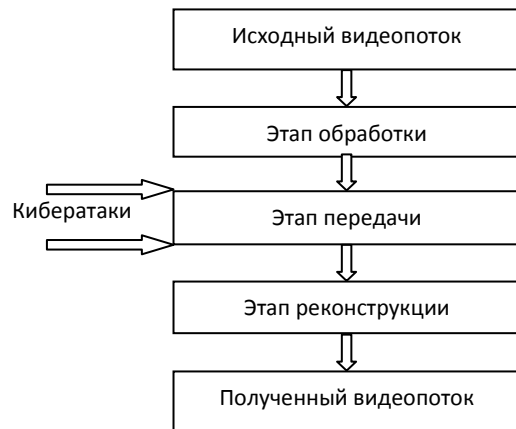 Исходный видеопоток
Этап обработки
Кибератаки
Этап передачи
Этап реконструкции
Полученный видеопоток